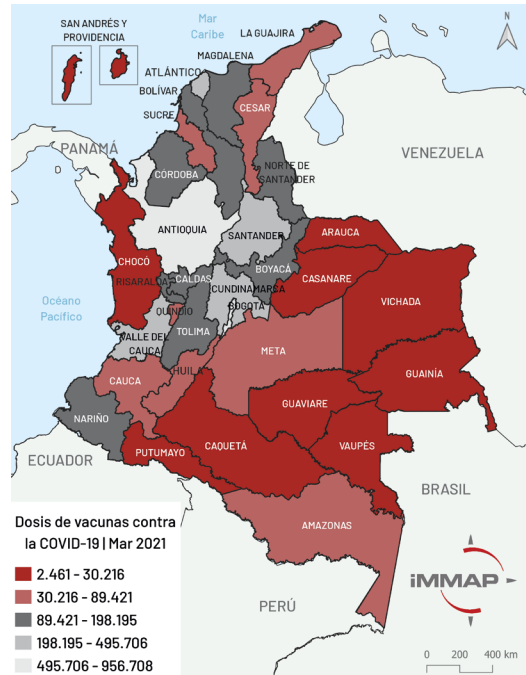 SAN ANDRÉS Y
PROVIDENCIA
Mar
Caribe
LA GUAJIRA
N
MAGDALENA
ATLÁNTICO
BOLÍVAR
CESAR
SUCRE
PANAMÁ
VENEZUELA
CÓRDOBA
NORTE DE
SANTANDER
ANTIOQUIA
SANTANDER
ARAUCA
CHOCÓ
BOYACÁ
CASANARE
RISARALDA
CALDAS
CUNDINAMARCA
VICHADA
Océano
Pacífico
QUINDÍO
BOGOTÁ
TOLIMA
VALLE DEL
CAUCA
META
HUILA
GUAINÍA
CAUCA
GUAVIARE
NARIÑO
CAQUETÁ
VAUPÉS
PUTUMAYO
ECUADOR
BRASIL
AMAZONAS
PERÚ
Dosis de vacunas contra
la COVID-19 | Mar 2021
2.461 - 30.216
30.216 - 89.421
89.421 - 198.195
198.195 - 495.706
495.706 - 956.708
iMMAP
0 200 400 km